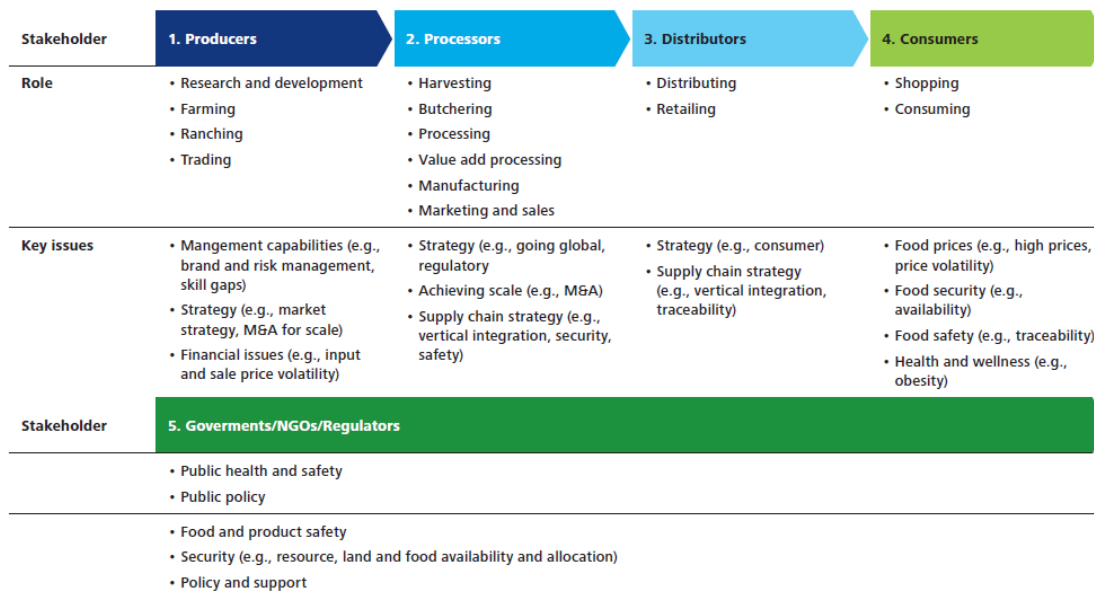 Stakeholder
1. Producers
2. Processors
3. Distributors
4. Consumers
Role
• Research and development
• Farming
• Ranching
• Trading
• Harvesting
• Butchering
• Processing
• Value add processing
• Manufacturing
• Marketing and sales
• Distributing
• Retailing
• Shopping
• Consuming
Key issues
• Mangement capabilities (e.g.,
brand and risk management,
skill gaps)
• Strategy (e.g., market
strategy, M&A for scale)
• Financial issues (e.g., input
and sale price volatility)
• Strategy (e.g., going global,
regulatory
• Achieving scale (e.g., M&A)
• Supply chain strategy (e.g.,
vertical integration, security,
safety)
• Strategy (e.g., consumer)
• Supply chain strategy
(e.g., vertical integration,
traceability)
• Food prices (e.g., high prices,
price volatility)
• Food security (e.g.,
availability)
• Food safety (e.g., traceability)
• Health and wellness (e.g.,
obesity)
Stakeholder
5. Goverments/NGOs/Regulators
• Public health and safety
• Public policy
• Food and product safety
• Security (e.g., resource, land and food availability and allocation)
• Policy and support